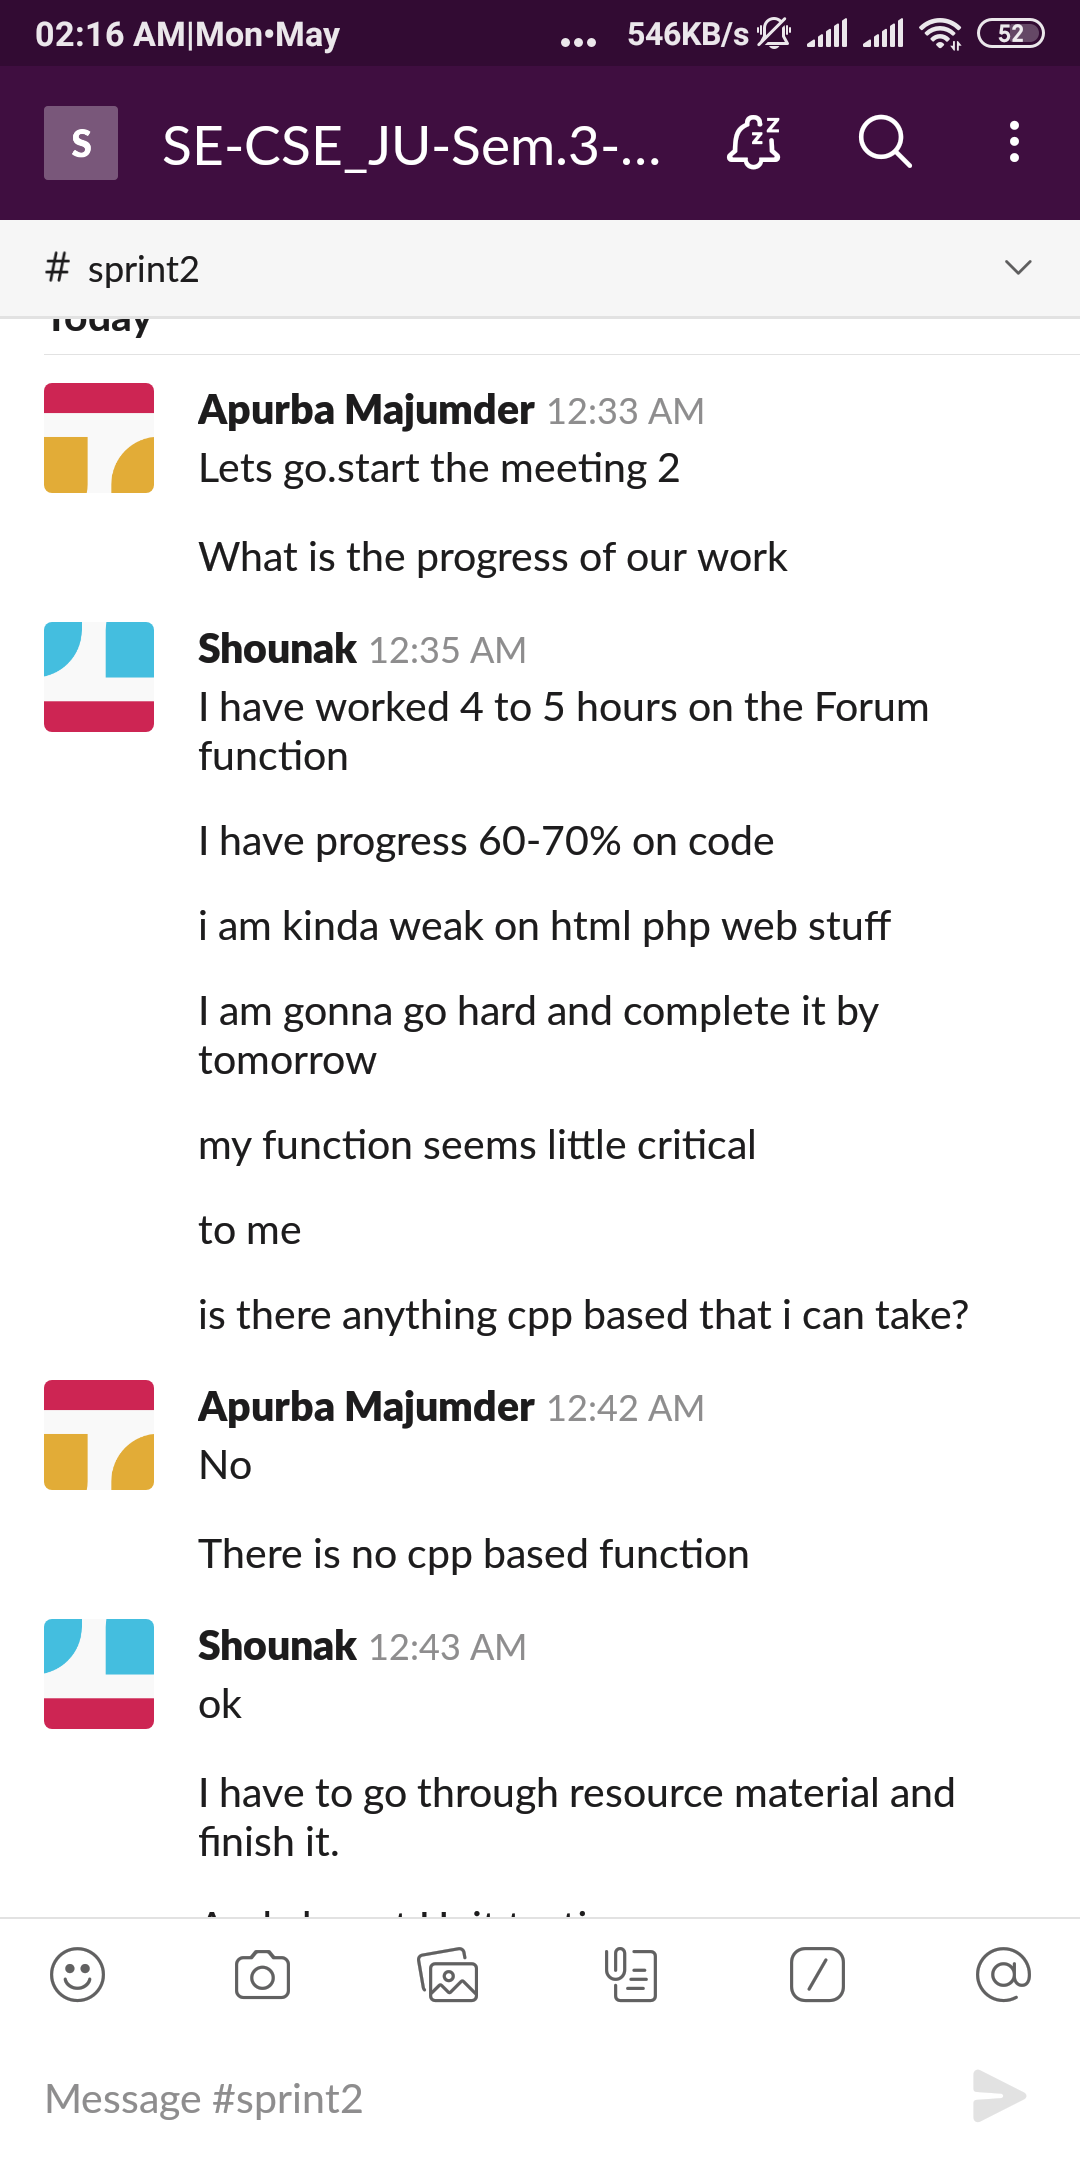 02:16 AM|Mon•May ... 546KB/s 52
S SE-CSE_JU-Sem.3-...
# sprint2
Today
Apurba Majumder 12:33 AM
Lets go.start the meeting 2
What is the progress of our work
Shounak 12:35 AM
I have worked 4 to 5 hours on the Forum
function
I have progress 60-70% on code
i am kinda weak on html php web stuff
I am gonna go hard and complete it by
tomorrow
my function seems little critical
to me
is there anything cpp based that i can take?
Apurba Majumder 12:42 AM
No
There is no cpp based function
Shounak 12:43 AM
ok
I have to go through resource material and
finish it.
Message #sprint2